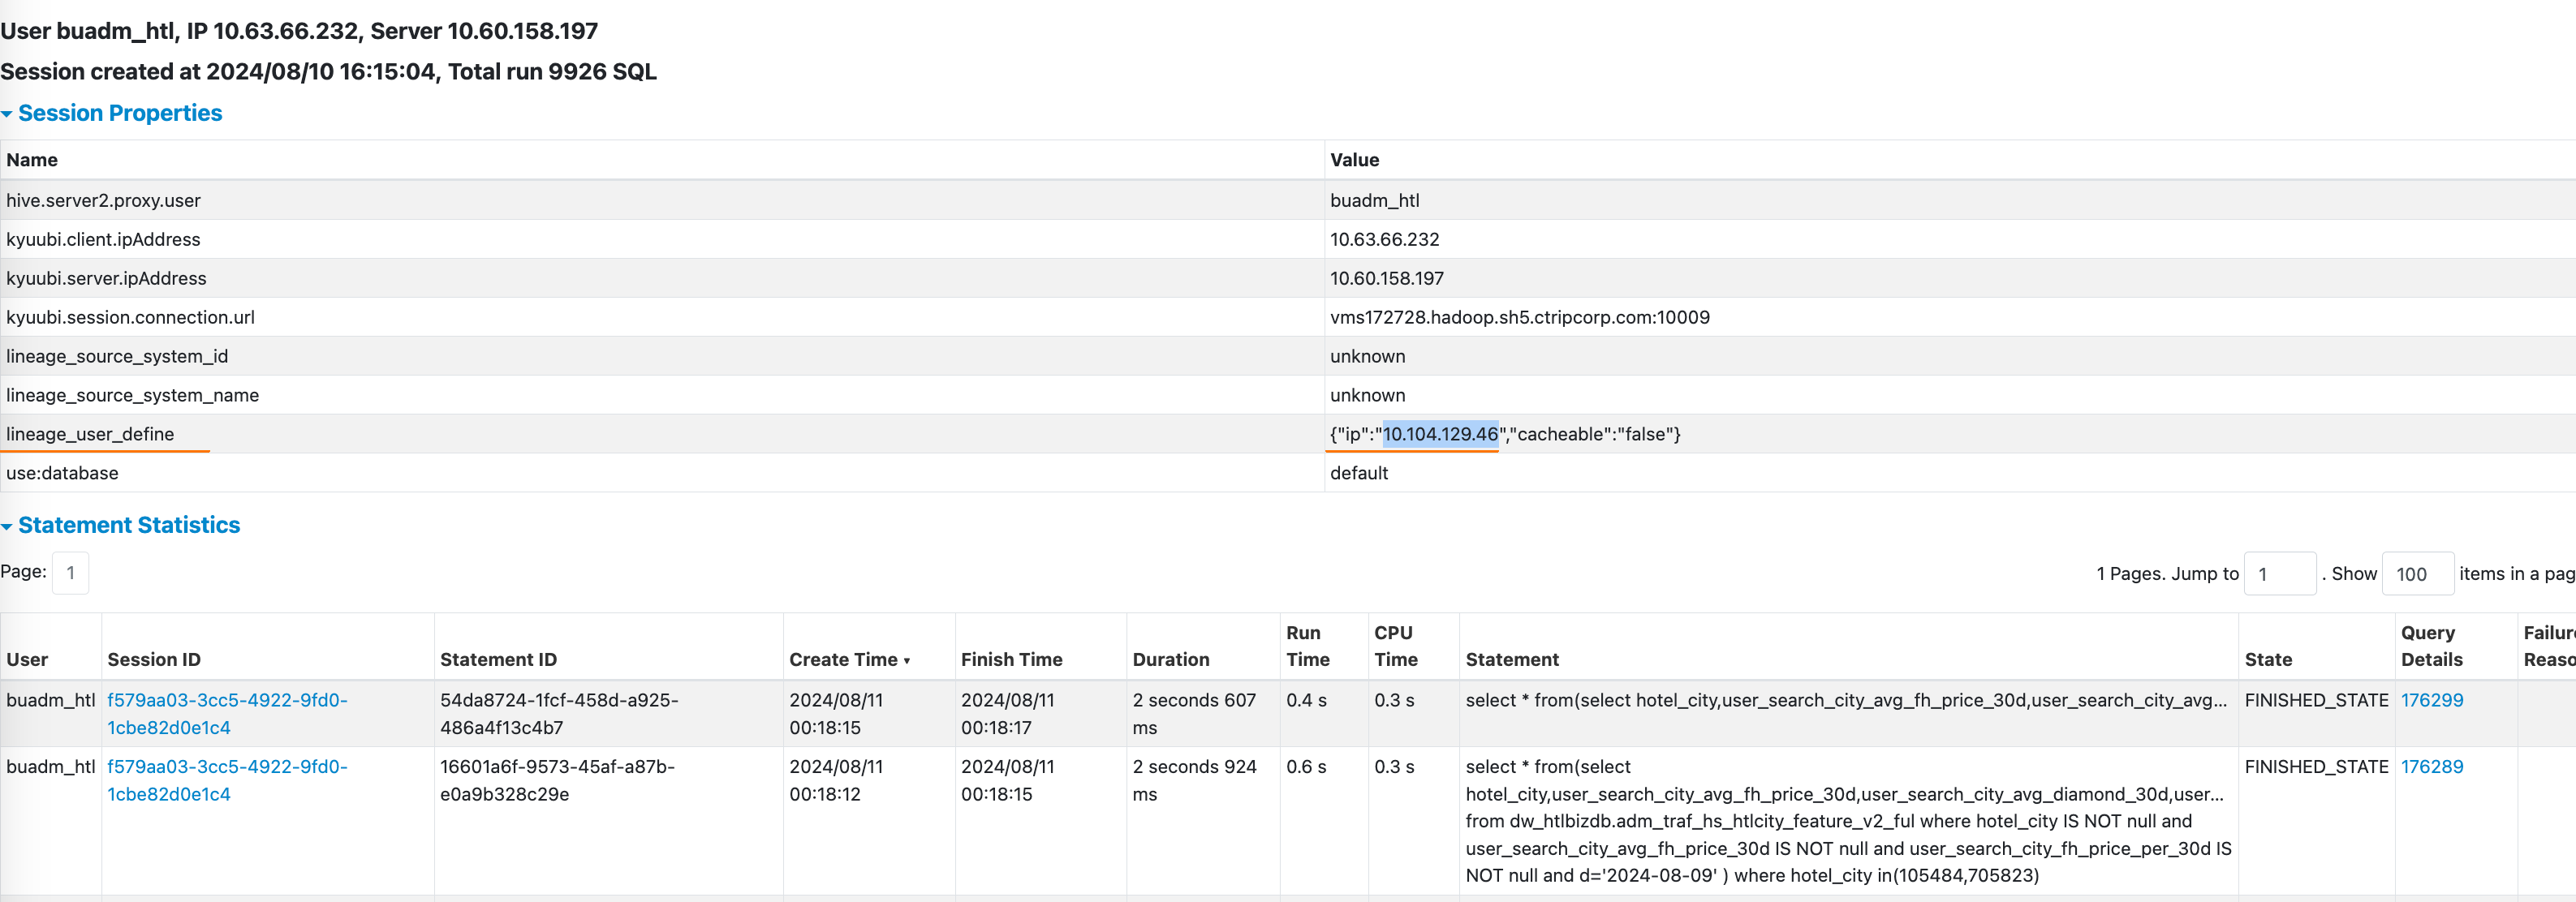 User buadm_htl, IP 10.63.66.232, Server 10.60.158.197
Session created at 2024/08/10 16:15:04, Total run 9926 SQL
Session Properties
Name Value
hive.server2.proxy.user buadm_htl
kyuubi.client.ipAddress 10.63.66.232
kyuubi.server.ipAddress 10.60.158.197
kyuubi.session.connection.url vms172728.hadoop.sh5.ctripcorp.com:10009
lineage_source_system_id unknown
lineage_source_system_name unknown
lineage_user_define {"ip":"10.104.129.46","cacheable":"false"}
use:database default
Statement Statistics
Page: 1 1 Pages. Jump to 1 . Show 100 items in a pag
User Session ID Statement ID Create Time ▾ Finish Time Duration Run Time CPU Time Statement State Query Details Failure Reaso
buadm_htl f579aa03-3cc5-4922-9fd0- 54da8724-1fcf-458d-a925- 2024/08/11 2024/08/11 2 seconds 607 0.4 s 0.3 s select * from(select hotel_city,user_search_city_avg_fh_price_30d,user_search_city_avg... FINISHED_STATE 176299
1cbe82d0e1c4 486a4f13c4b7 00:18:15 00:18:17 ms
buadm_htl f579aa03-3cc5-4922-9fd0- 16601a6f-9573-45af-a87b- 2024/08/11 2024/08/11 2 seconds 924 0.6 s 0.3 s select * from(select FINISHED_STATE 176289
1cbe82d0e1c4 e0a9b328c29e 00:18:12 00:18:15 ms hotel_city,user_search_city_avg_fh_price_30d,user_search_city_avg_diamond_30d,user...
from dw_htlbizdb.adm_traf_hs_htlcity_feature_v2_ful where hotel_city IS NOT null and
user_search_city_avg_fh_price_30d IS NOT null and user_search_city_fh_price_per_30d IS
NOT null and d='2024-08-09' ) where hotel_city in(105484,705823)